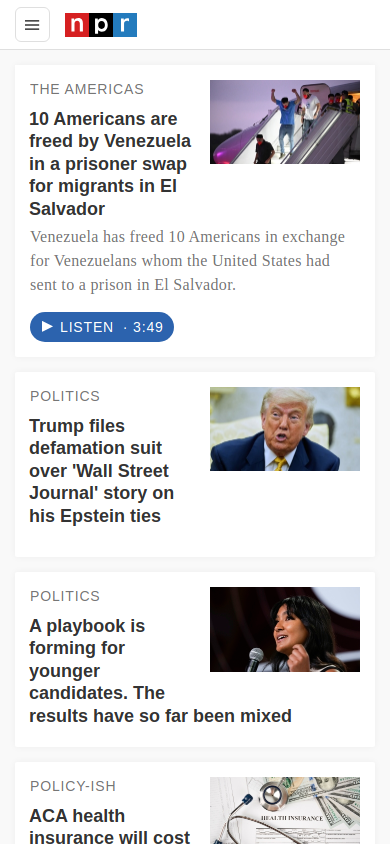 npr
THE AMERICAS
10 Americans are
freed by Venezuela
in a prisoner swap
for migrants in El
Salvador
Venezuela has freed 10 Americans in exchange
for Venezuelans whom the United States had
sent to a prison in El Salvador.
LISTEN · 3:49
POLITICS
Trump files
defamation suit
over 'Wall Street
Journal' story on
his Epstein ties
POLITICS
A playbook is
forming for
younger
candidates. The
results have so far been mixed
POLICY-ISH
ACA health
insurance will cost
HEALTH INSURANCE